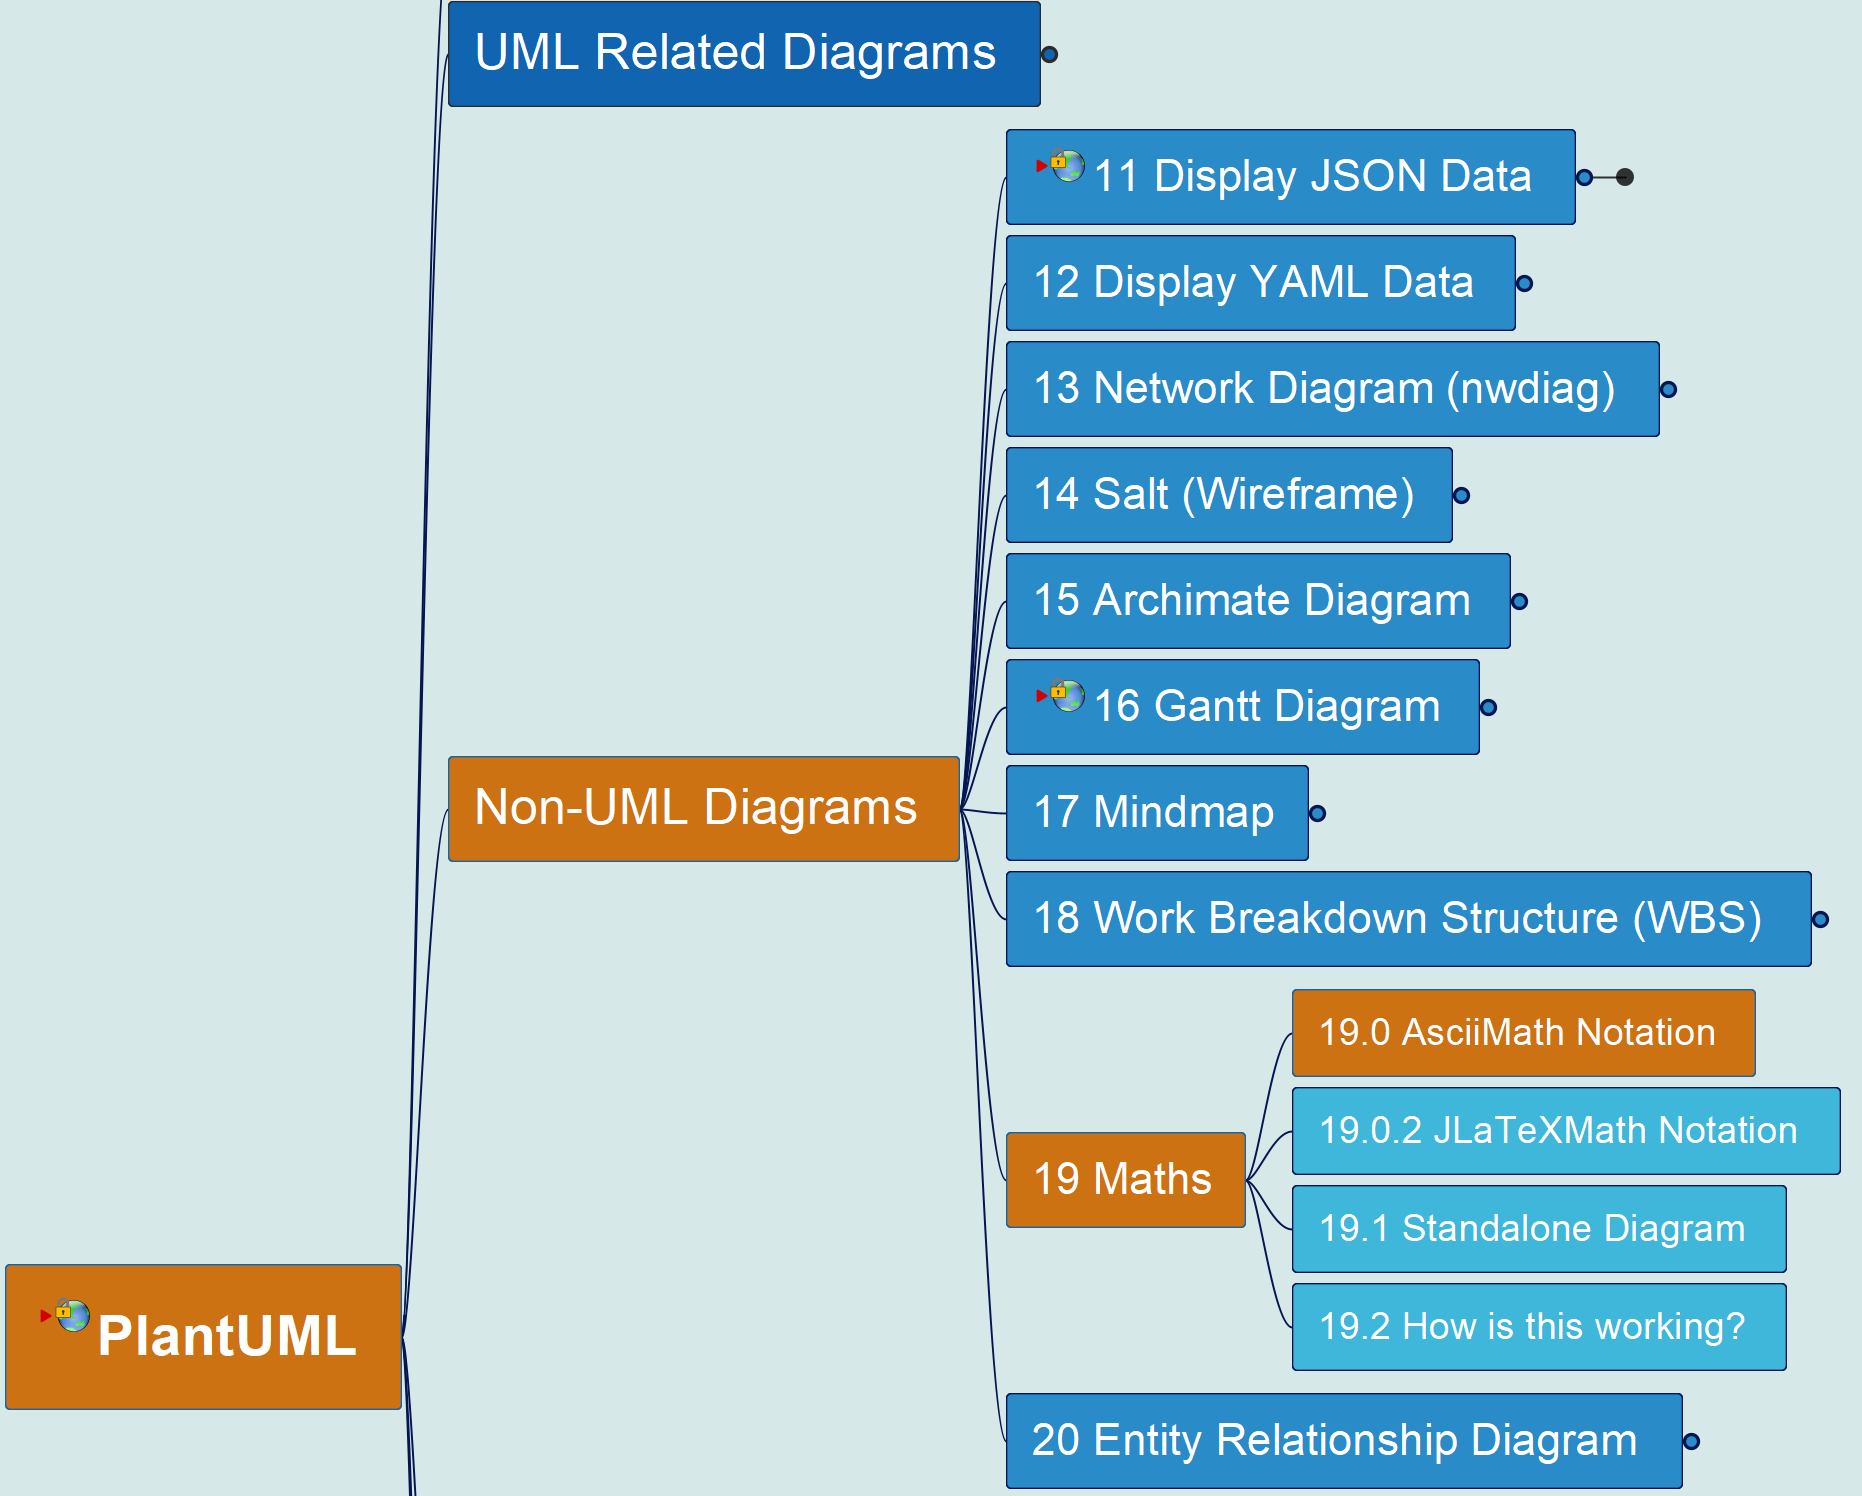 UML Related Diagrams
11 Display JSON Data
12 Display YAML Data
13 Network Diagram (nwdiag)
14 Salt (Wireframe)
15 Archimate Diagram
16 Gantt Diagram
Non-UML Diagrams
17 Mindmap
18 Work Breakdown Structure (WBS)
19.0 AsciiMath Notation
19.0.2 JLaTeXMath Notation
19 Maths
19.1 Standalone Diagram
19.2 How is this working?
PlantUML
20 Entity Relationship Diagram